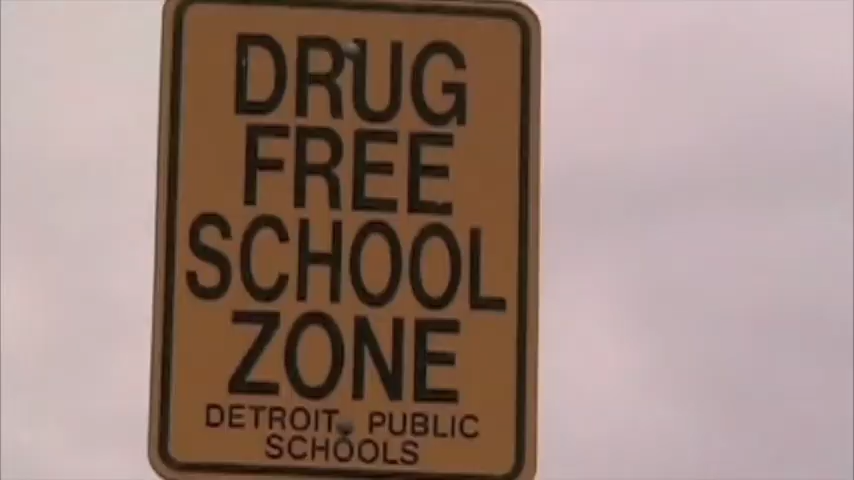 DRUG
FREE
SCHOOL
ZONE
DETROIT PUBLIC
SCHOOLS